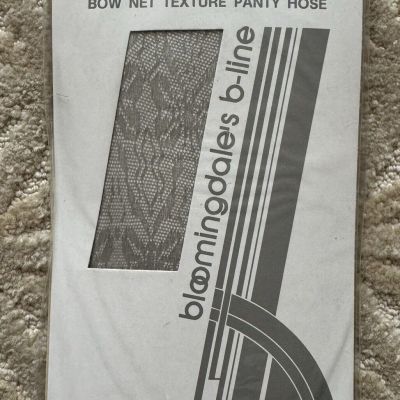 BOW NET TEXTURE PANTY HOSE
bloomingdale's b-line